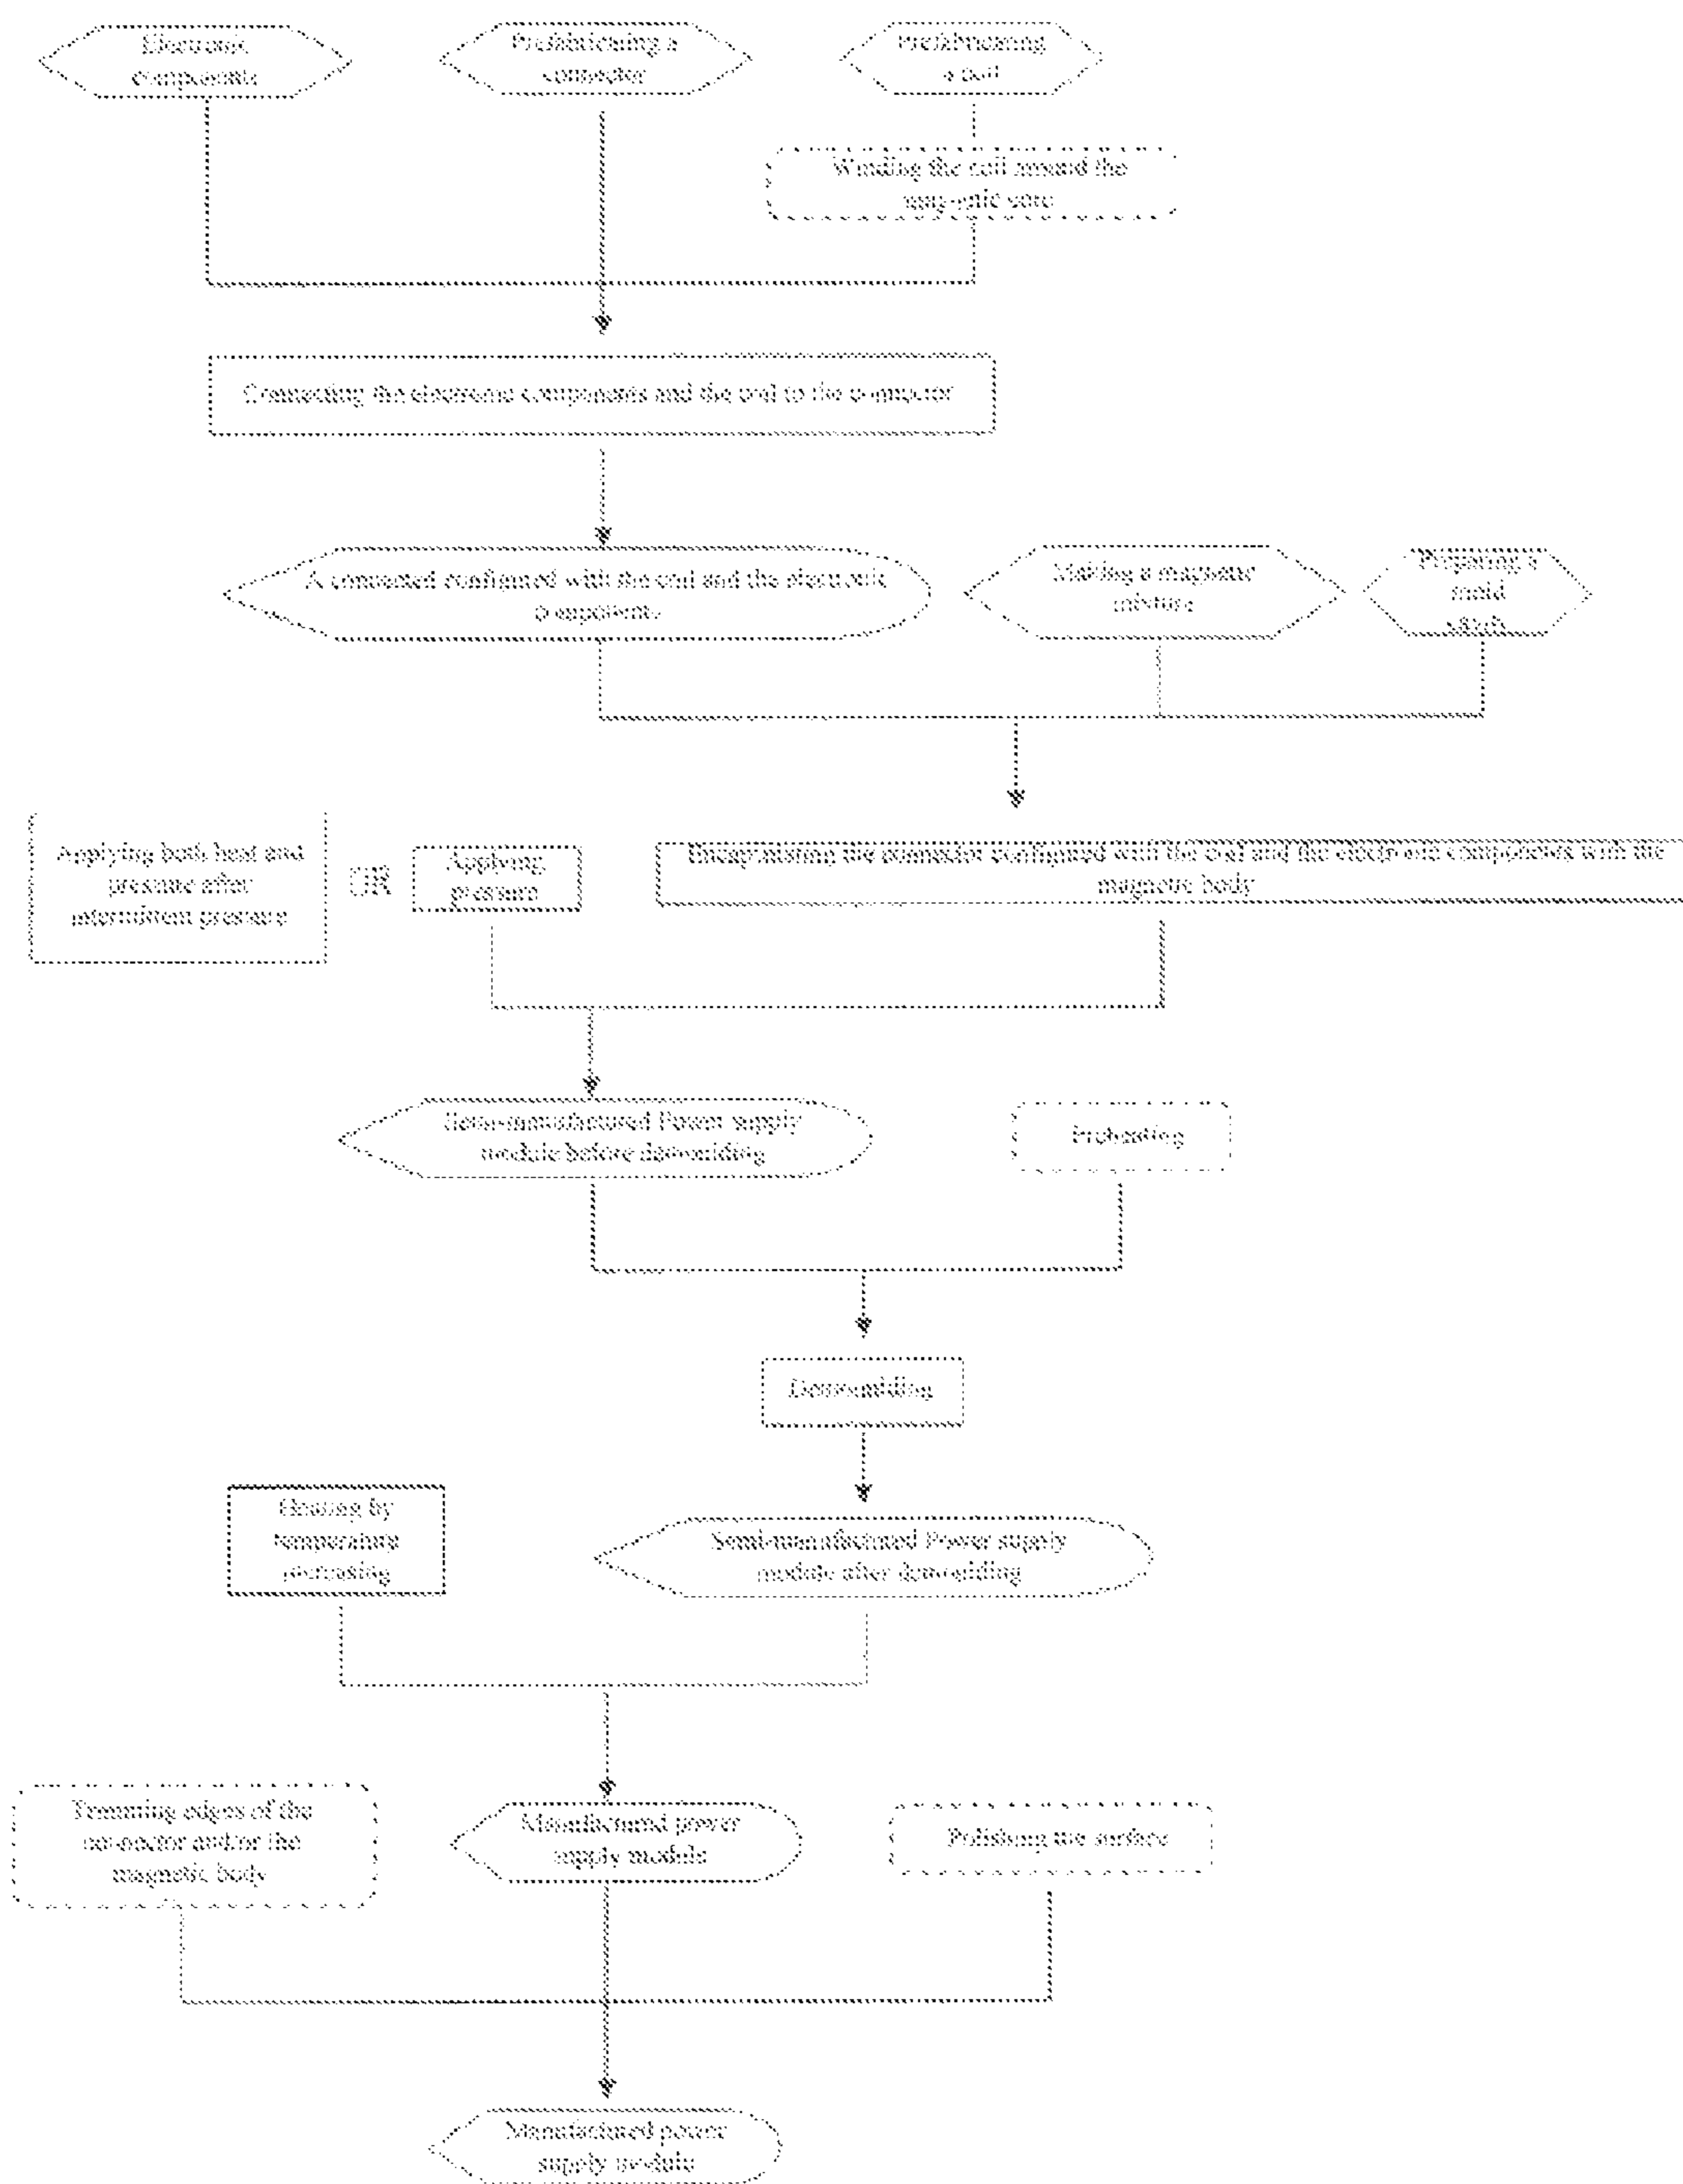 Electronic
components
Prefabricating a
connector
Prefabricating
a coil
Winding the coil around the
magnetic core
Connecting the electronic components and the coil to the connector
A connected configured with the coil and the electronic
components
Making a magnetic
mixture
Preparing a
mold
Applying both heat and
pressure after
intermittent pressure
OR
Applying
pressure
Encapsulating the connector configured with the coil and the electronic components with the
magnetic body
Semi-manufactured Power supply
module before demolding
Preheating
Demoulding
Heating by
temperature
increasing
Semi-manufactured Power supply
module after demoulding
Trimming edges of the
connector and/or the
magnetic body
Manufactured power
supply module
Polishing the surface
Manufactured power
supply module